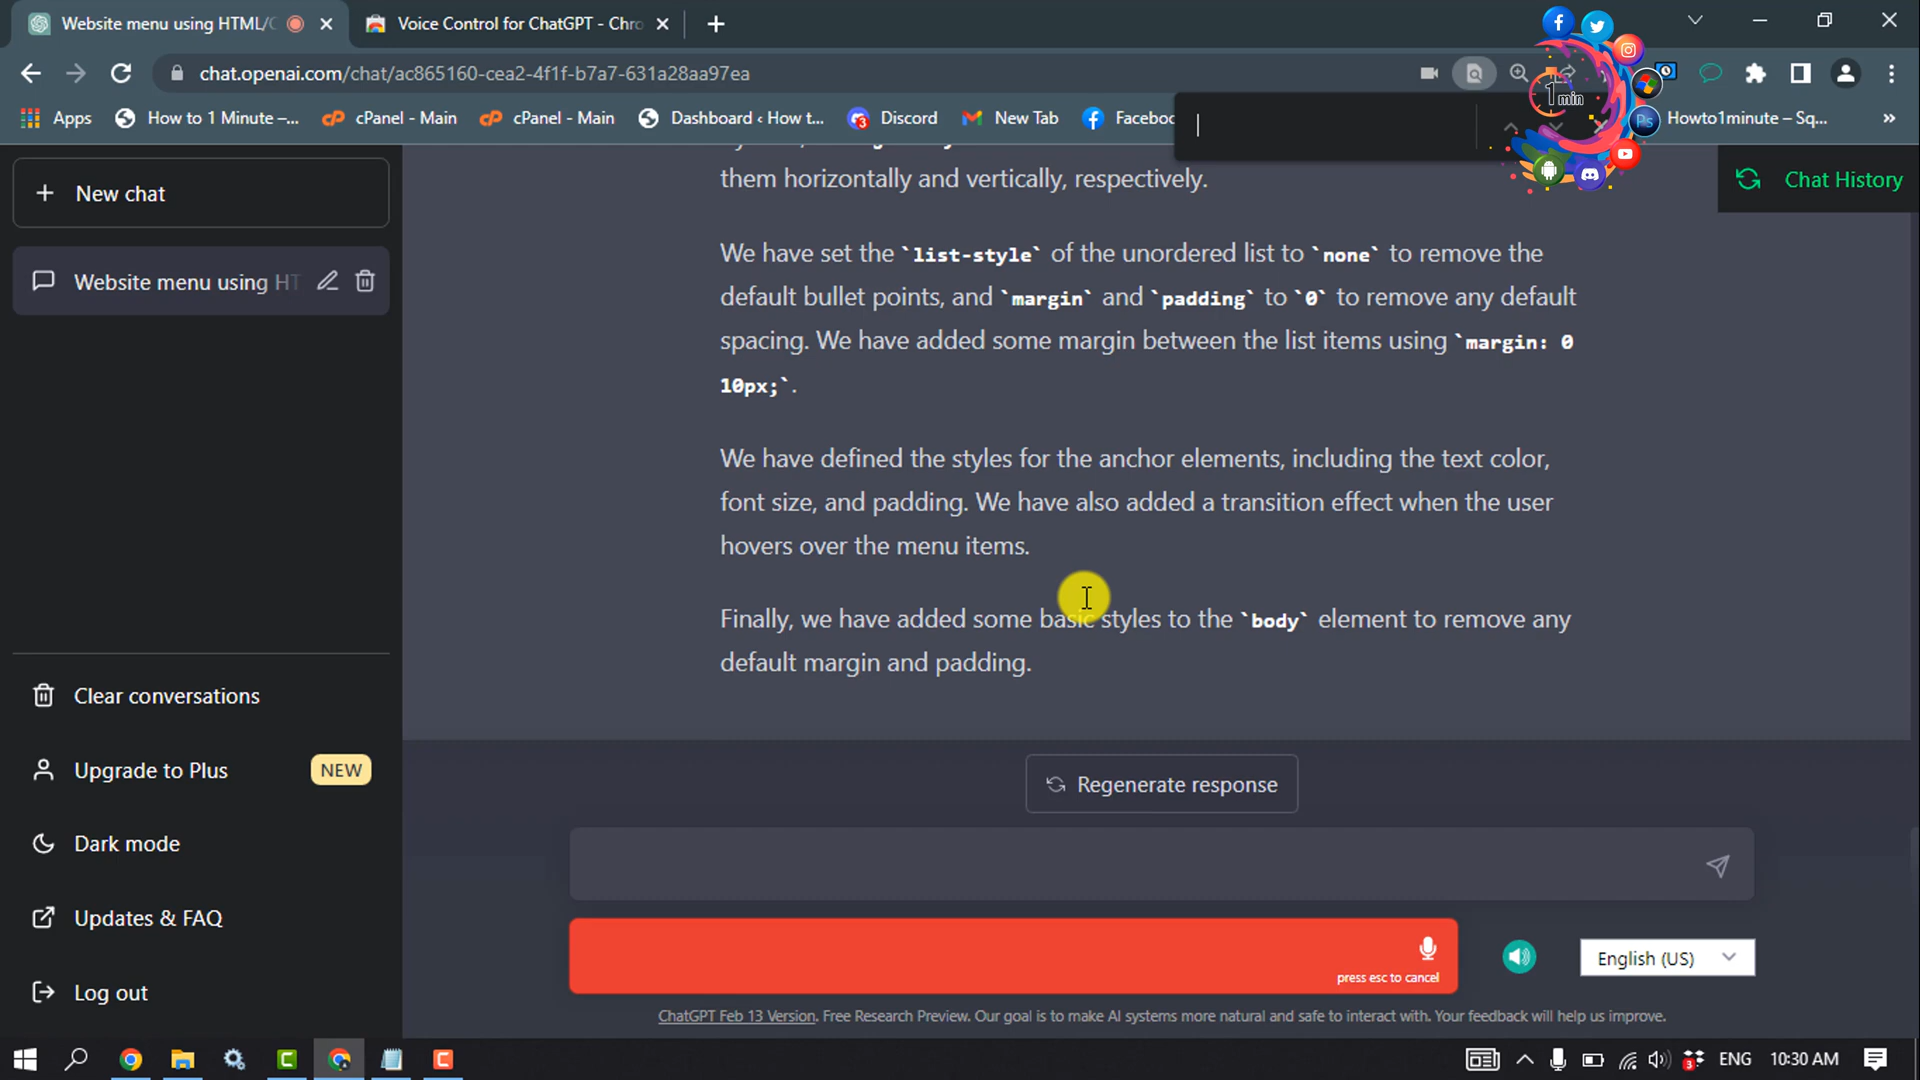 Website menu using HTML/C
Voice Control for ChatGPT - Chro
chat.openai.com/chat/ac865160-cea2-4f1f-b7a7-631a28aa97ea
Apps
How to 1 Minute –...
cPanel - Main
cPanel - Main
Dashboard ‹ How t...
Discord
New Tab
Faceboo
1 min
Ps
Howto1minute – Sq...
»
New chat
Website menu using HT
Chat History
them horizontally and vertically, respectively.
We have set the `list-style` of the unordered list to `none` to remove the
default bullet points, and `margin` and `padding` to `0` to remove any default
spacing. We have added some margin between the list items using `margin: 0
10px;`.
We have defined the styles for the anchor elements, including the text color,
font size, and padding. We have also added a transition effect when the user
hovers over the menu items.
Finally, we have added some basic styles to the `body` element to remove any
default margin and padding.
Clear conversations
Upgrade to Plus
NEW
Dark mode
Updates & FAQ
Log out
Regenerate response
press esc to cancel
English (US)
ChatGPT Feb 13 Version. Free Research Preview. Our goal is to make AI systems more natural and safe to interact with. Your feedback will help us improve.
ENG
10:30 AM